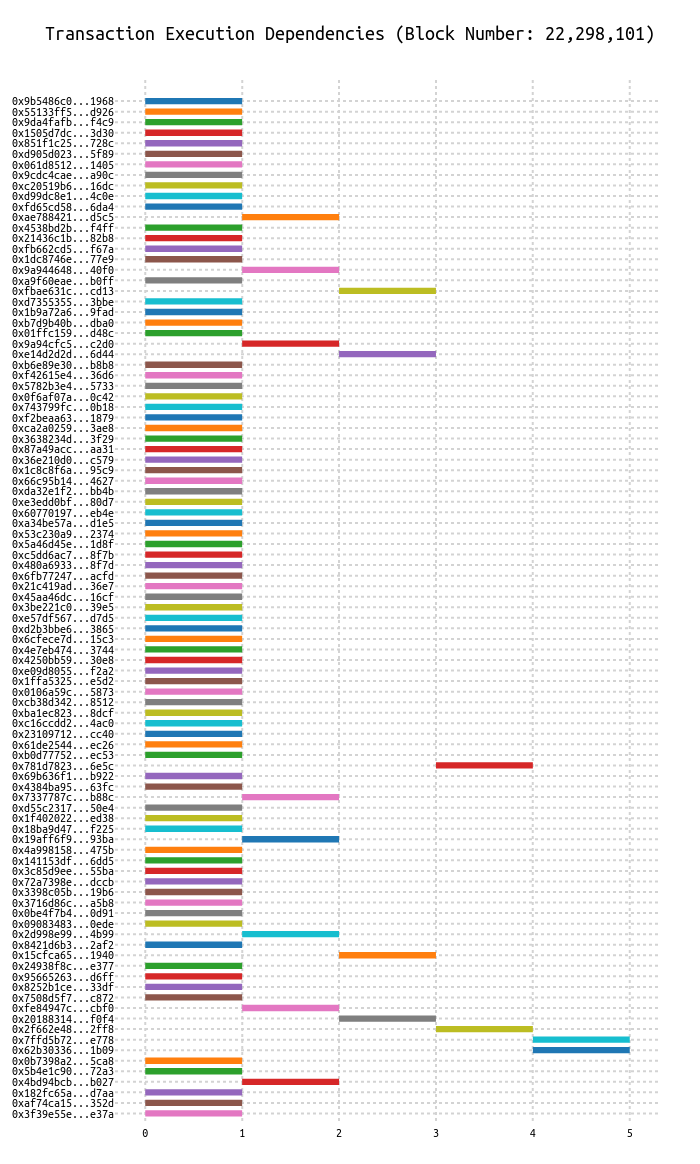 Transaction Execution Dependencies (Block Number: 22,298,101)
0x9b5486c0...1968
0x55133ff5...d926
0x9da4fafb...f4c9
0x1505d7dc...3d30
0x851f1c25...728c
0xd905d023...5f89
0x061d8512...1405
0x9cdc4cae...a90c
0xc20519b6...16dc
0xd99dc8e1...4c0e
0xfd65cd58...6da4
0xae788421...d5c5
0x4538bd2b...f4ff
0x21436c1b...82b8
0xfb662cd5...f67a
0x1dc8746e...77e9
0x9a944648...40f0
0xa9f60eae...b0ff
0xfbae631c...cd13
0xd7355355...3bbe
0x1b9a72a6...9fad
0xb7d9b40b...dba0
0x01ffc159...d48c
0x9a94cfc5...c2d0
0xe14d2d2d...6d44
0xb6e89e30...b8b8
0xf42615e4...36d6
0x5782b3e4...5733
0x0f6af07a...0c42
0x743799fc...0b18
0xf2beaa63...1879
0xca2a0259...3ae8
0x3638234d...3f29
0x87a49acc...aa31
0x36e210d0...c579
0x1c8c8f6a...95c9
0x66c95b14...4627
0xda32e1f2...bb4b
0xe3edd0bf...80d7
0x60770197...eb4e
0xa34be57a...d1e5
0x53c230a9...2374
0x5a46d45e...1d8f
0xc5dd6ac7...8f7b
0x480a6933...8f7d
0x6fb77247...acfd
0x21c419ad...36e7
0x45aa46dc...16cf
0x3be221c0...39e5
0xe57df567...d7d5
0xd2b3bbe6...3865
0x6cfece7d...15c3
0x4e7eb474...3744
0x4250bb59...30e8
0xe09d8055...f2a2
0x1ffa5325...e5d2
0x0106a59c...5873
0xcb38d342...8512
0xba1ec823...8dcf
0xc16ccdd2...4ac0
0x23109712...cc40
0x61de2544...ec26
0xb0d77752...ec53
0x781d7823...6e5c
0x69b636f1...b922
0x4384ba95...63fc
0x7337787c...b88c
0xd55c2317...50e4
0x1f402022...ed38
0x18ba9d47...f225
0x19aff6f9...93ba
0x4a998158...475b
0x141153df...6dd5
0x3c85d9ee...55ba
0x72a7398e...dccb
0x3398c05b...19b6
0x3716d86c...a5b8
0x0be4f7b4...0d91
0x09083483...0ede
0x2d998e99...4b99
0x8421d6b3...2af2
0x15cfca65...1940
0x24938f8c...e377
0x95665263...d6ff
0x8252b1ce...33df
0x7508d5f7...c872
0xfe84947c...cbf0
0x20188314...f0f4
0x2f662e48...2ff8
0x7ffd5b72...e778
0x62b30336...1b09
0x0b7398a2...5ca8
0x5b4e1c90...72a3
0x4bd94bcb...b027
0x182fc65a...d7aa
0xaf74ca15...352d
0x3f39e55e...e37a
0 1 2 3 4 5